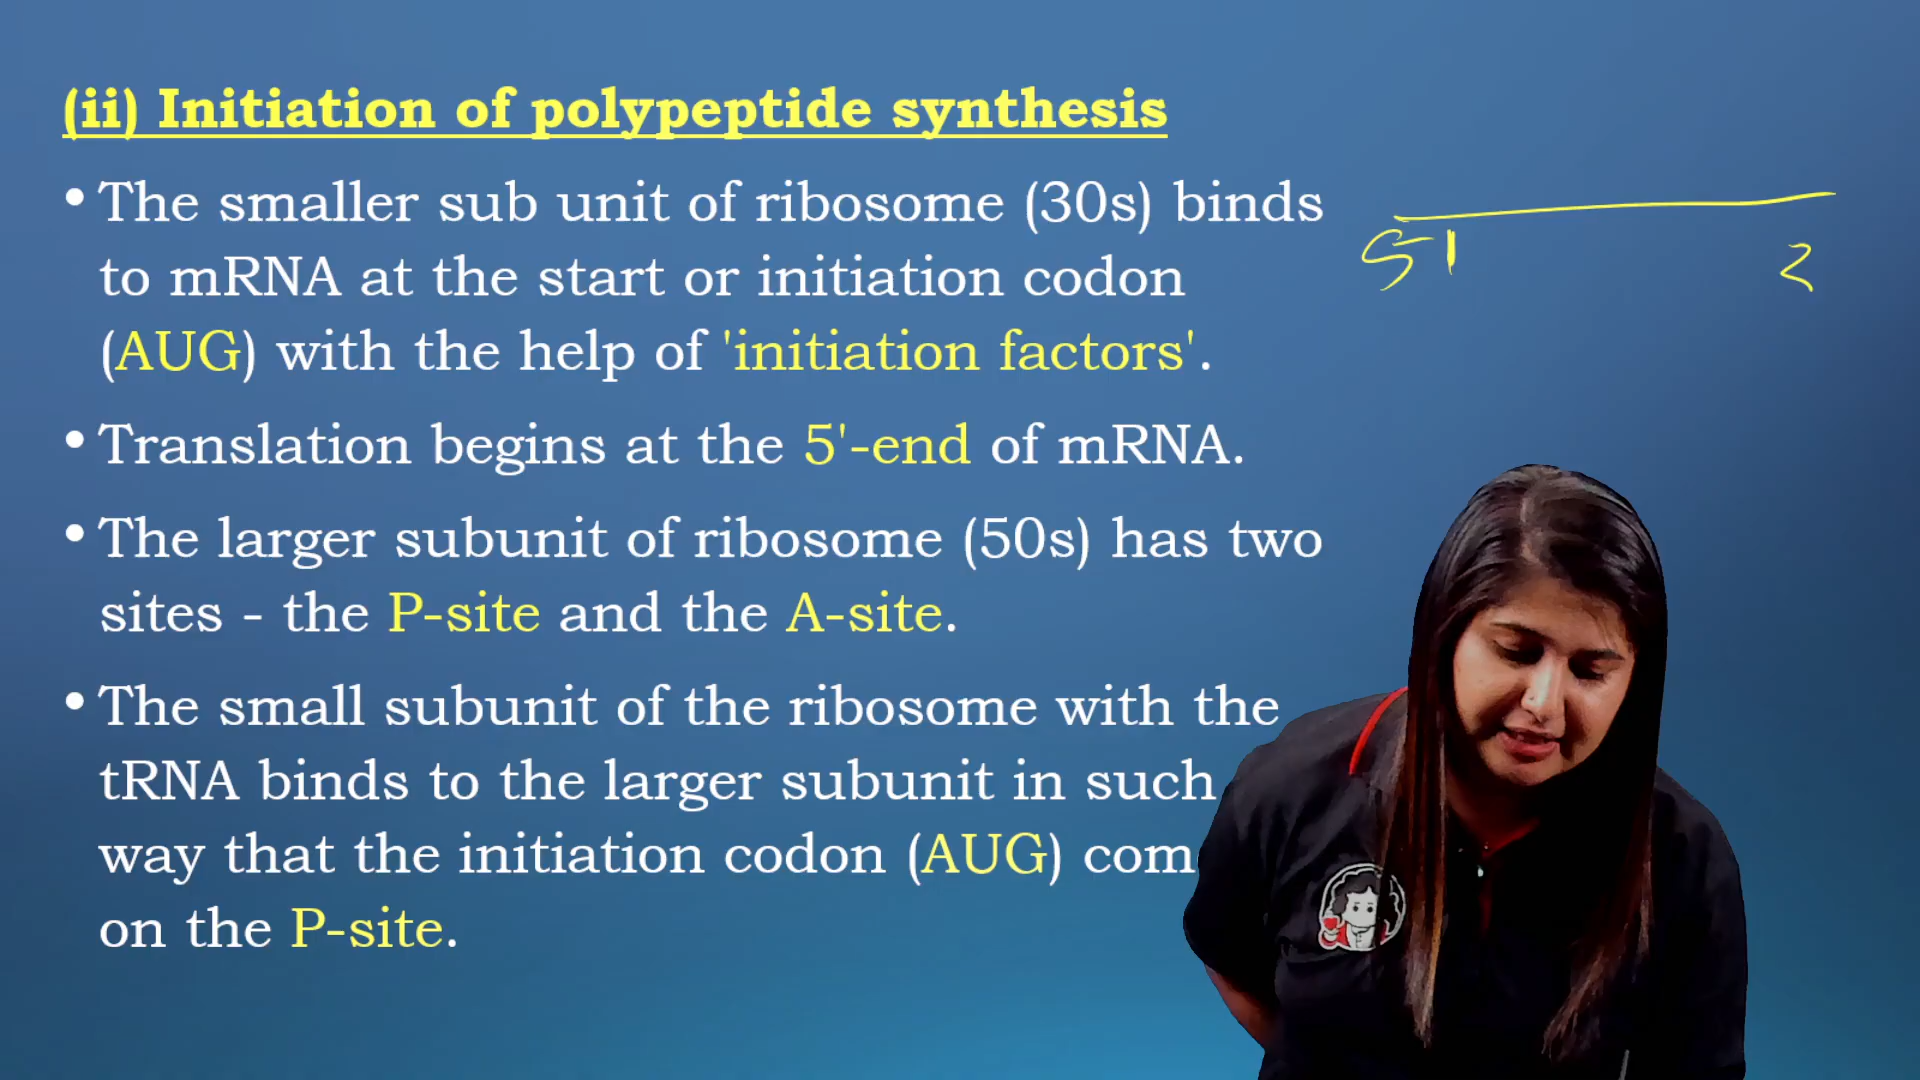 (ii) Initiation of polypeptide synthesis
• The smaller sub unit of ribosome (30s) binds
to mRNA at the start or initiation codon
(AUG) with the help of 'initiation factors'.
• Translation begins at the 5'-end of mRNA.
• The larger subunit of ribosome (50s) has two
sites - the P-site and the A-site.
• The small subunit of the ribosome with the
tRNA binds to the larger subunit in such
way that the initiation codon (AUG) com
on the P-site.
5'